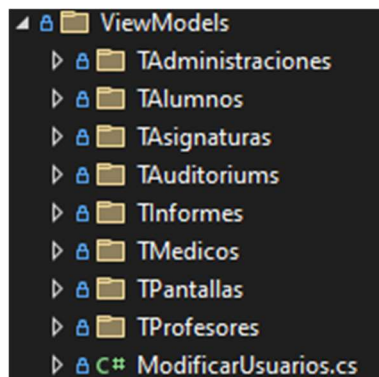 ViewModels
TAdministraciones
TAlumnos
TAsignaturas
TAuditoriums
TInformes
TMedicos
TPantallas
TProfesores
C# ModificarUsuarios.cs